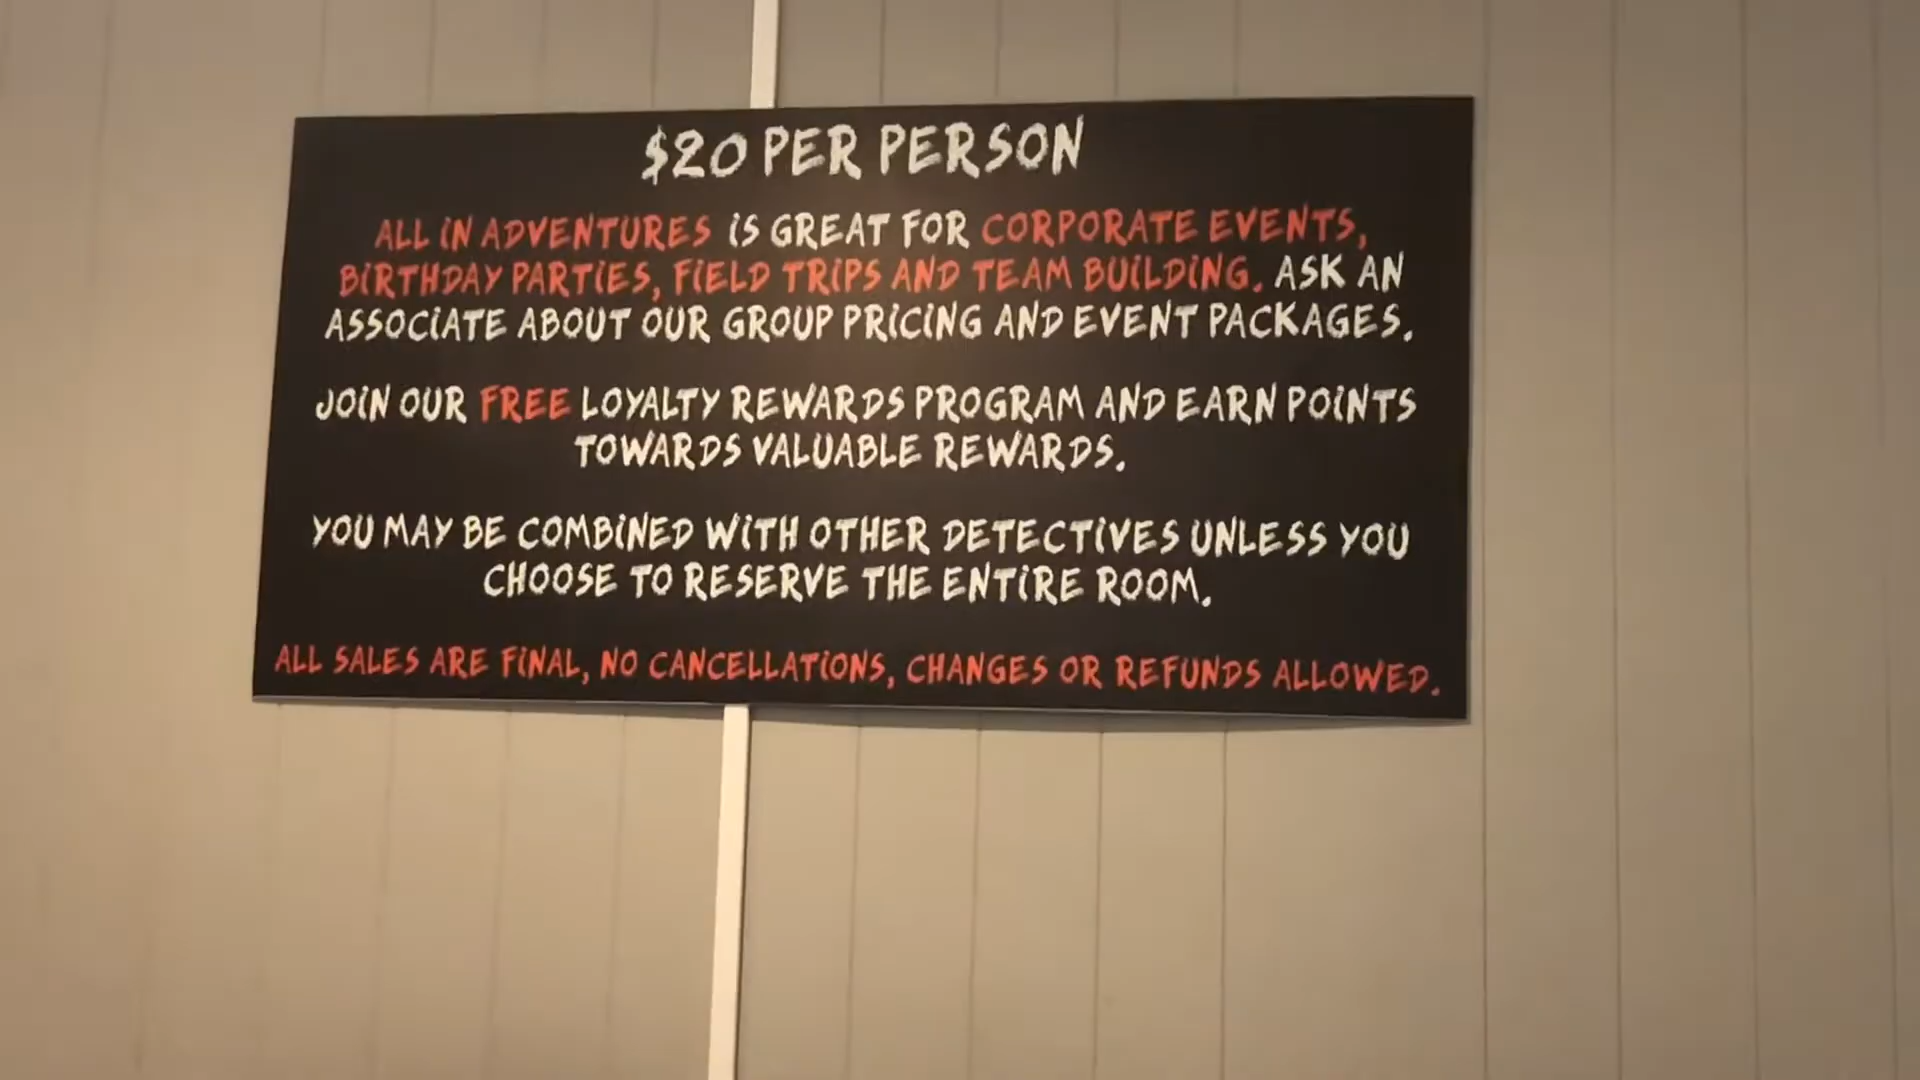 $20 PER PERSON
ALL IN ADVENTURES IS GREAT FOR CORPORATE EVENTS,
BIRTHDAY PARTIES, FIELD TRIPS AND TEAM BUILDING. ASK AN
ASSOCIATE ABOUT OUR GROUP PRICING AND EVENT PACKAGES.
JOIN OUR FREE LOYALTY REWARDS PROGRAM AND EARN POINTS
TOWARDS VALUABLE REWARDS.
YOU MAY BE COMBINED WITH OTHER DETECTIVES UNLESS YOU
CHOOSE TO RESERVE THE ENTIRE ROOM.
ALL SALES ARE FINAL, NO CANCELLATIONS, CHANGES OR REFUNDS ALLOWED.